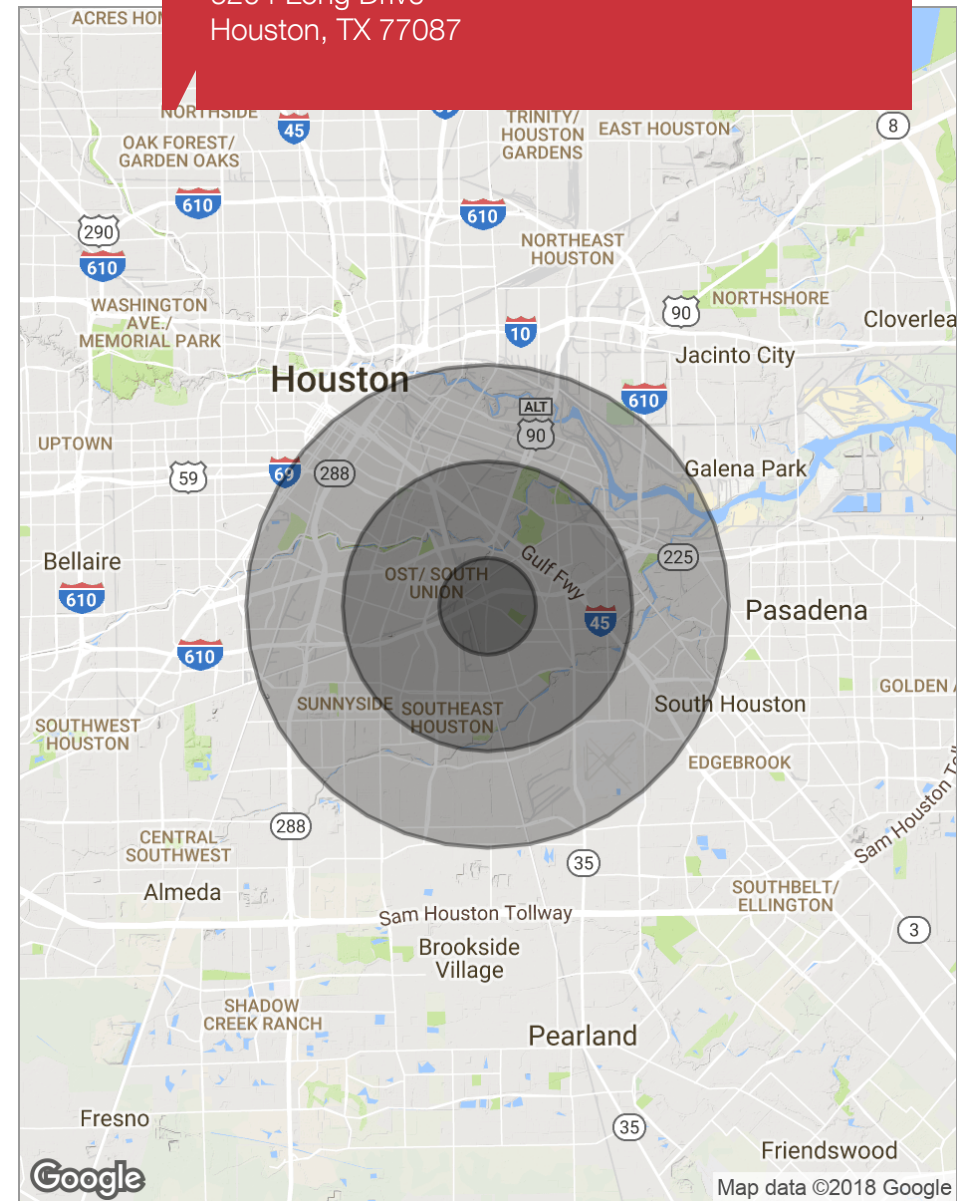 Long Drive
Houston, TX 77087
NORTHSIDE
45
OAK FOREST/
GARDEN OAKS
TRINITY/
HOUSTON
GARDENS
EAST HOUSTON
8
610
610
290
610
NORTHEAST
HOUSTON
WASHINGTON
AVE./
MEMORIAL PARK
10
90
NORTHSHORE
Jacinto City
Houston
ALT
90
610
UPTOWN
59
69
288
Galena Park
Bellaire
610
OST/ SOUTH
UNION
Gulf Fwy
225
45
Pasadena
610
SUNNYSIDE
SOUTHEAST
HOUSTON
South Houston
GOLDEN
SOUTHWEST
HOUSTON
EDGEBROOK
Sam Houston
288
CENTRAL
SOUTHWEST
35
Almeda
SOUTHBELT/
ELLINGTON
Sam Houston Tollway
3
Brookside
Village
SHADOW
CREEK RANCH
Pearland
Fresno
35
Friendswood
Google
Map data ©2018 Google